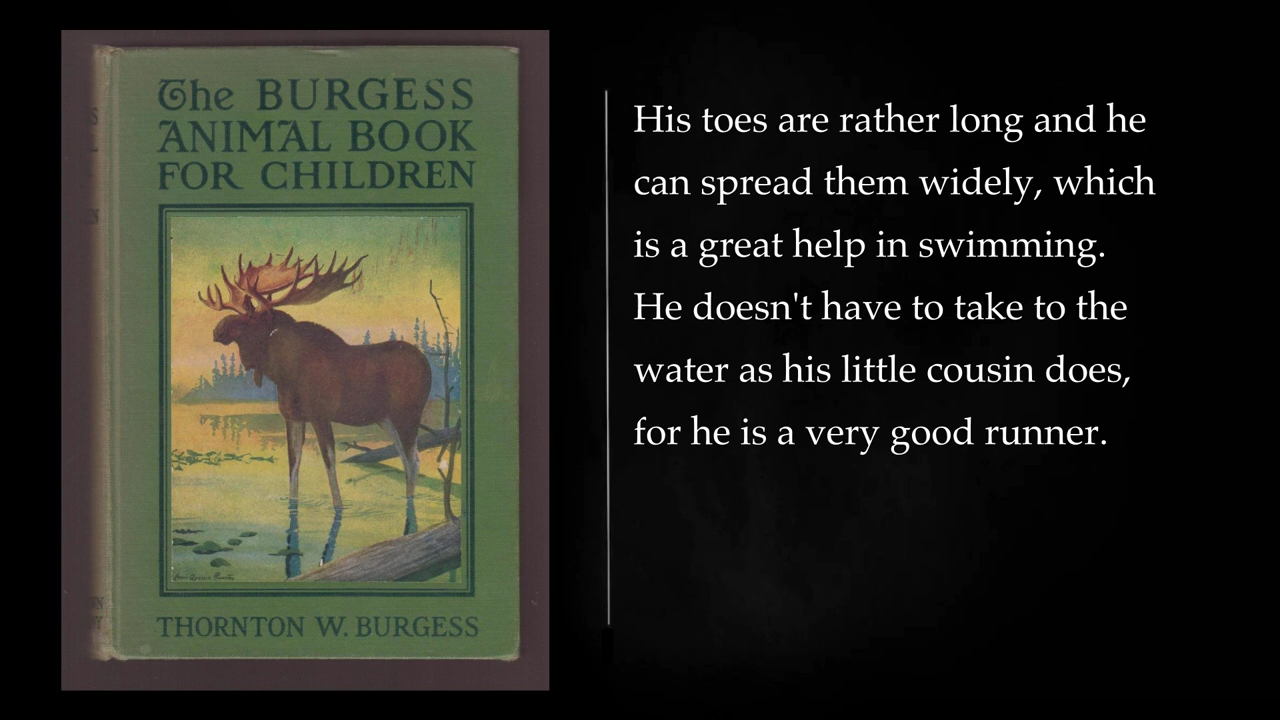 The BURGESS
ANIMAL BOOK
FOR CHILDREN
THORNTON W. BURGESS
His toes are rather long and he
can spread them widely, which
is a great help in swimming.
He doesn't have to take to the
water as his little cousin does,
for he is a very good runner.